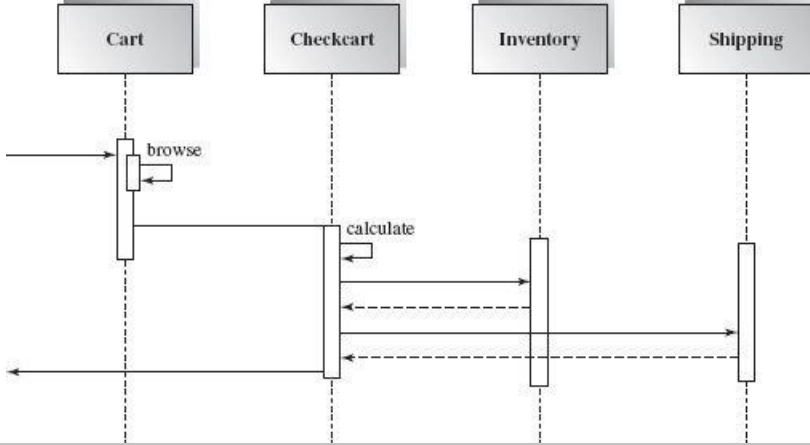 Cart
Checkcart
Inventory
Shipping
browse
calculate